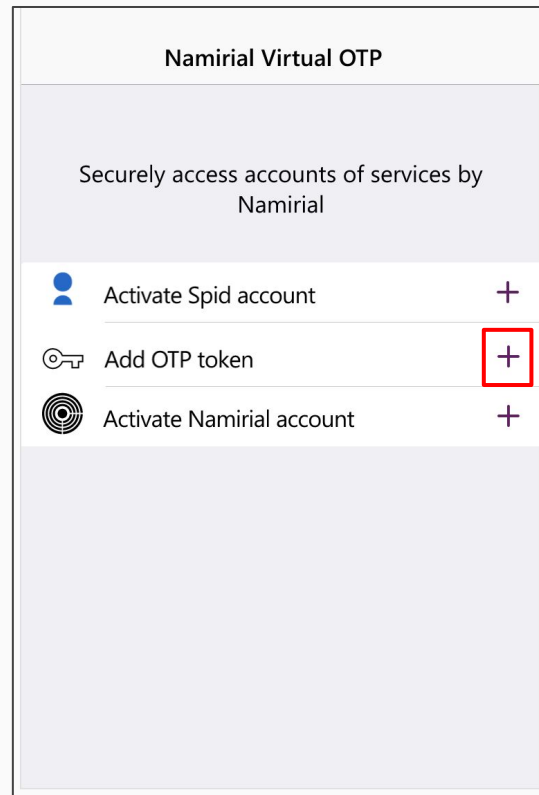 Namirial Virtual OTP
Securely access accounts of services by
Namirial
Activate Spid account
Add OTP token
Activate Namirial account